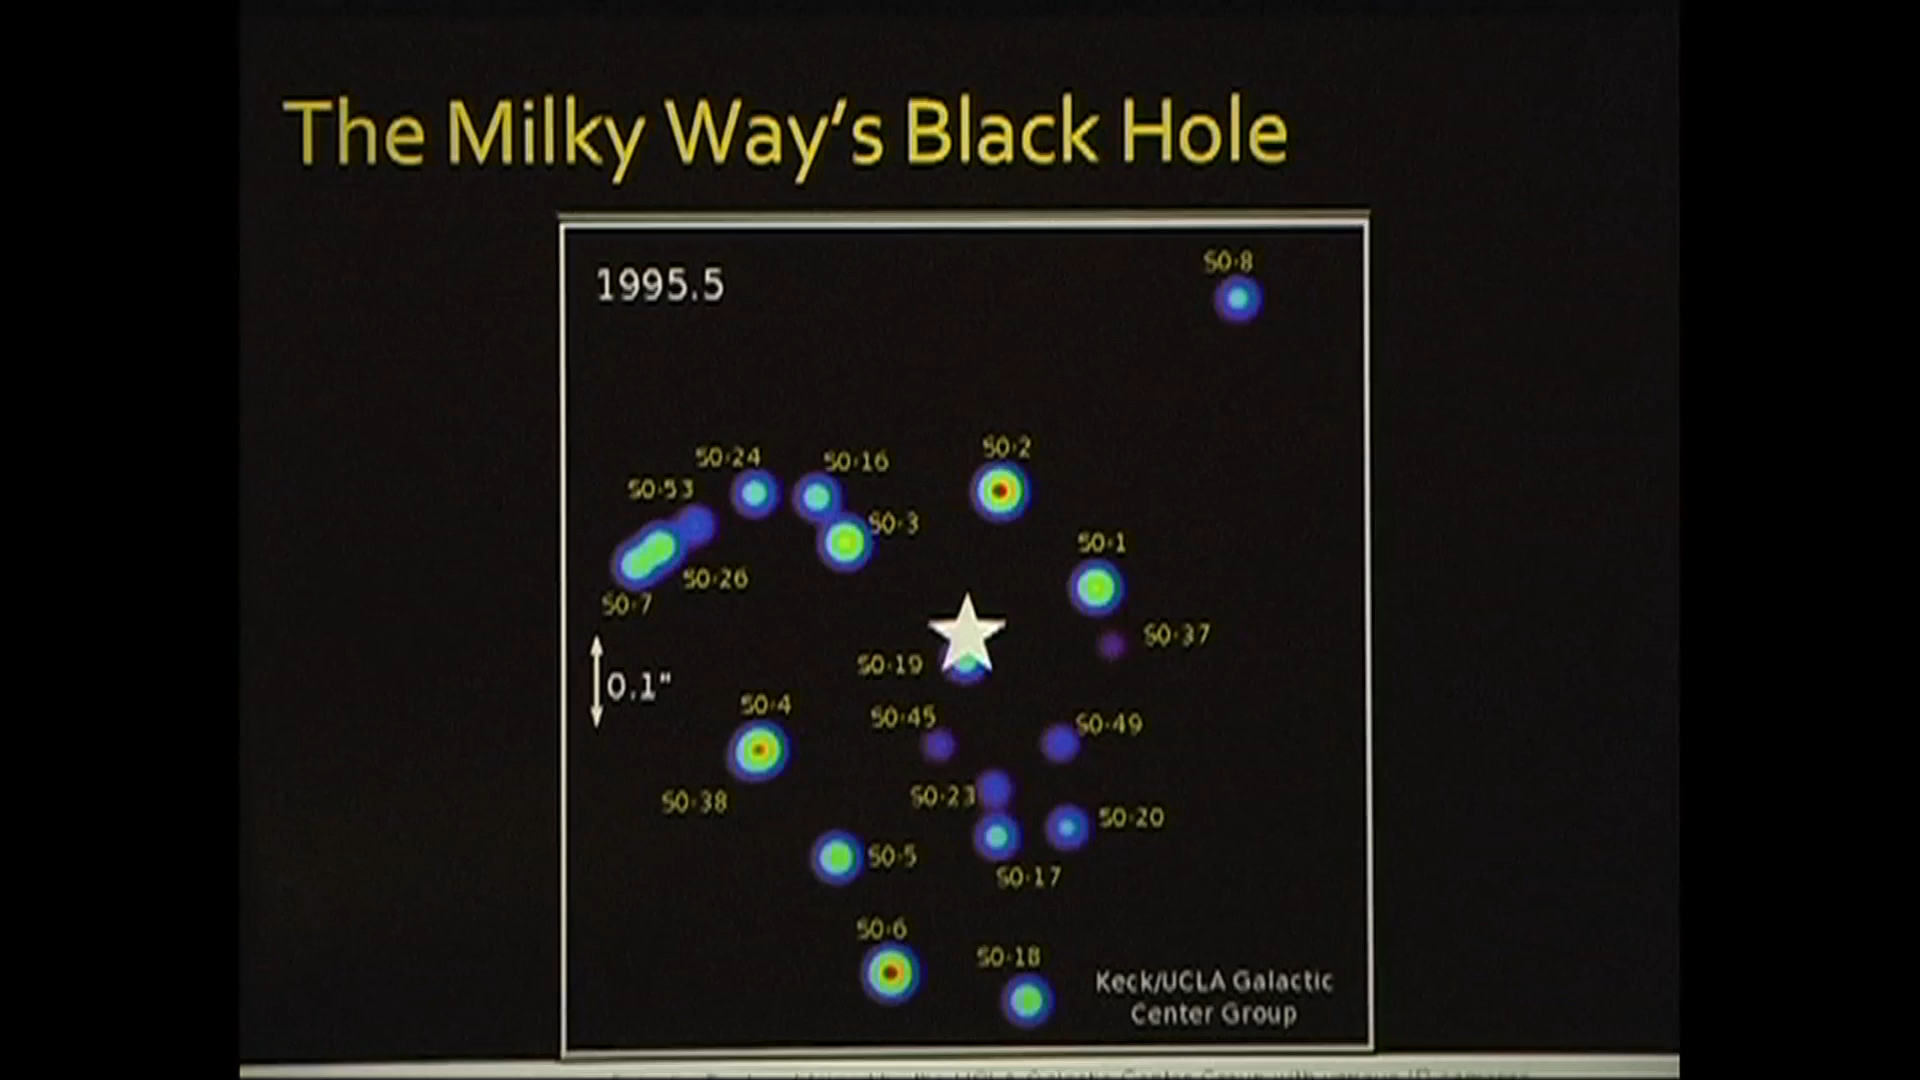 The Milky Way's Black Hole
1995.5
S0-8
S0-2
S0-24
S0-16
S0-53
S0-3
S0-1
S0-26
S0-7
S0-37
S0-19
0.1"
S0-4
S0-45
S0-49
S0-38
S0-23
S0-20
S0-5
S0-17
S0-6
S0-18
Keck/UCLA Galactic
Center Group